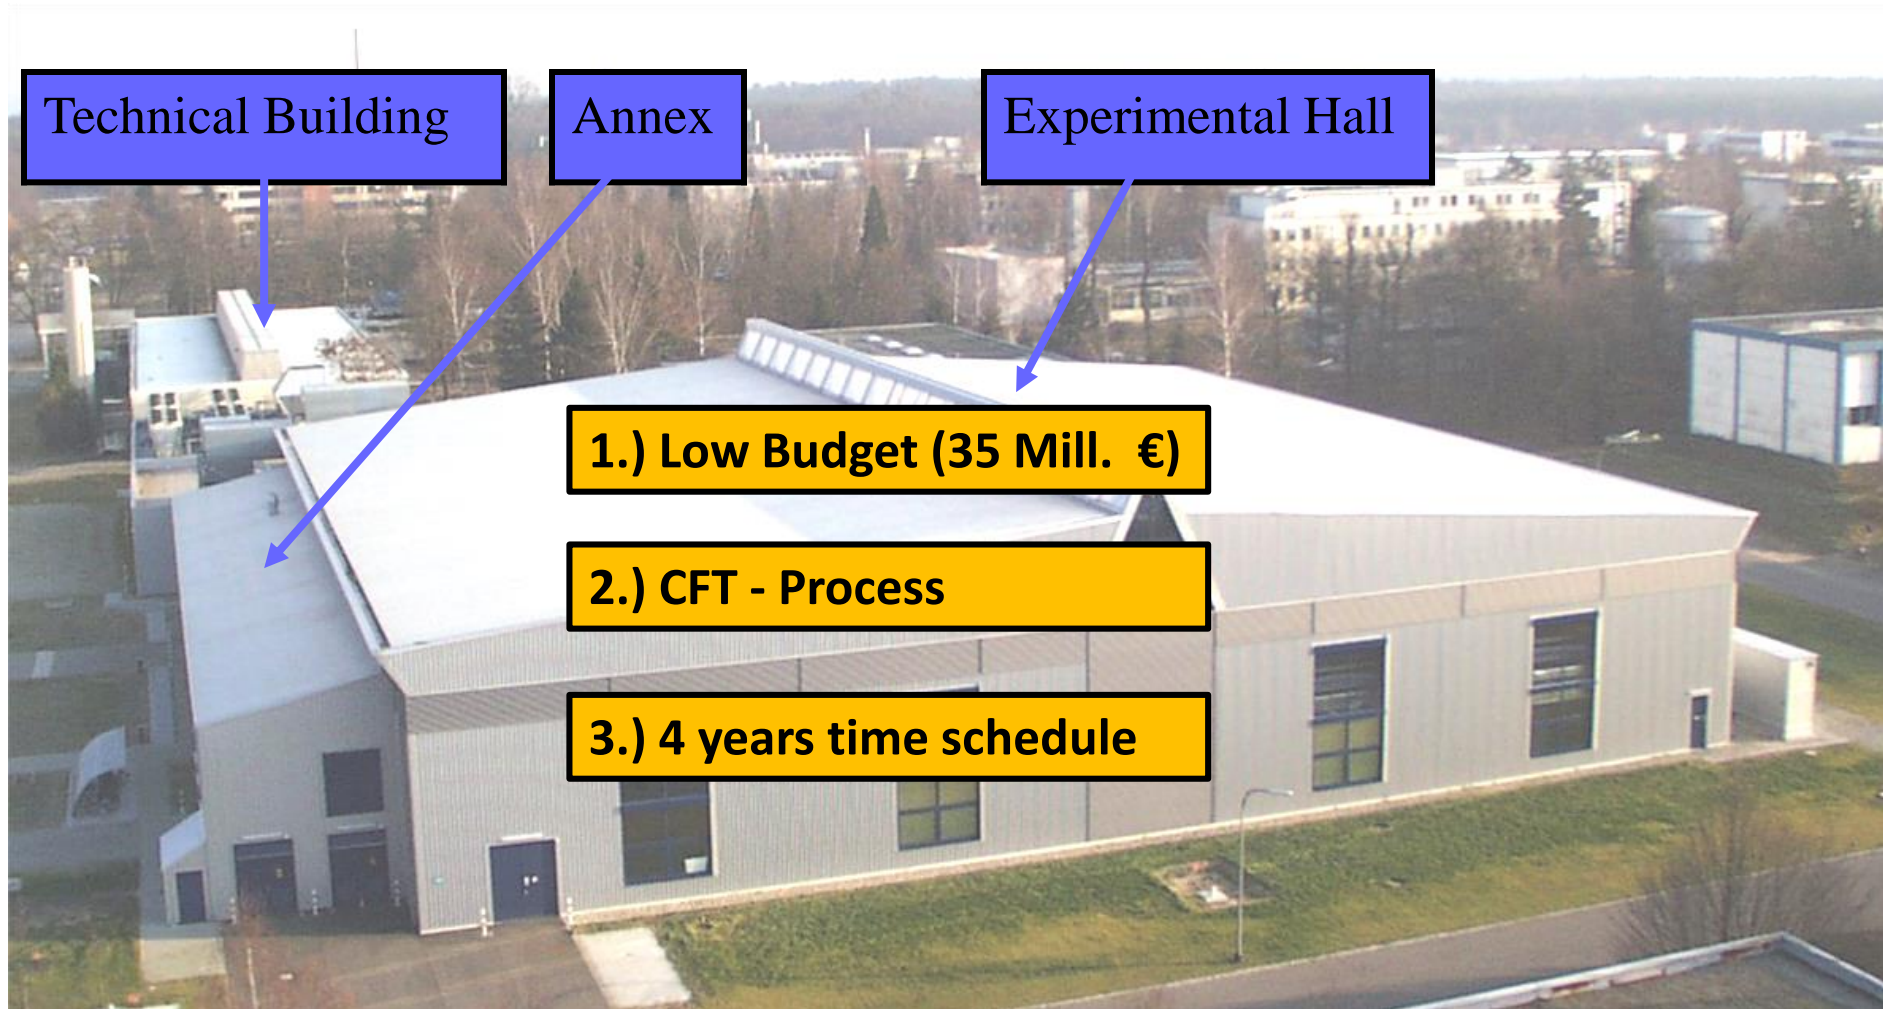 Technical Building
Annex
Experimental Hall
1.) Low Budget (35 Mill.  €)
2.) CFT - Process
3.) 4 years time schedule